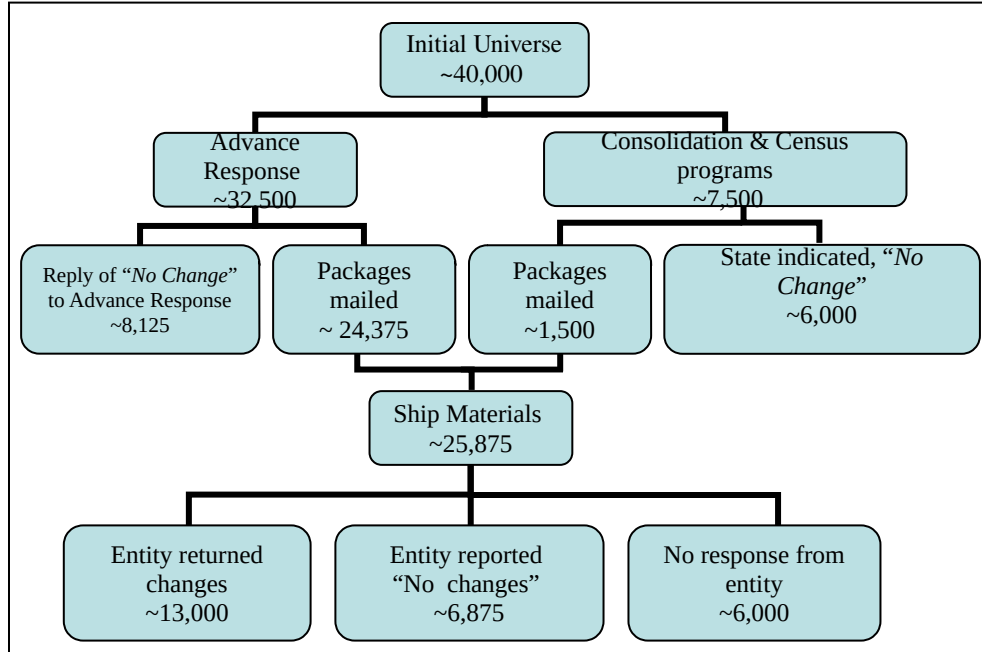 Initial Universe
~40,000
Advance
Response
~32,500
Consolidation & Census
programs
~7,500
Reply of “No Change”
to Advance Response
~8,125
Packages
mailed
~ 24,375
Packages
mailed
~1,500
State indicated, “No
Change”
~6,000
Ship Materials
~25,875
Entity returned
changes
~13,000
Entity reported
“No changes”
~6,875
No response from
entity
~6,000